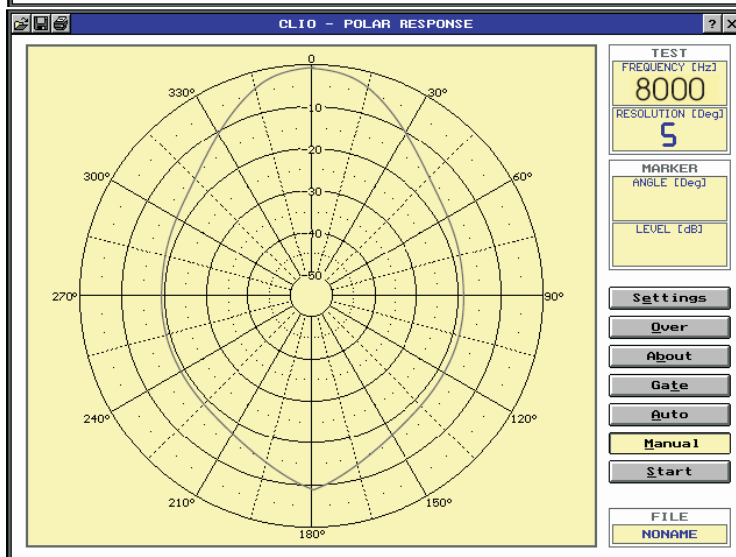 CLIO - POLAR RESPONSE
?
X
0
330°
30°
-10
-20
300°
60°
-30
-40
-50
270°
90°
240°
120°
210°
150°
180°
TEST
FREQUENCY [Hz]
8000
RESOLUTION [Deg]
5
MARKER
ANGLE [Deg]
LEVEL [dB]
Settings
Over
About
Gate
Auto
Manual
Start
FILE
NONAME